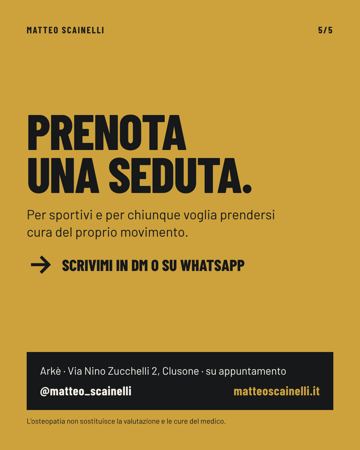 MATTEO SCAINELLI 5/5
PRENOTA
UNA SEDUTA.
Per sportivi e per chiunque voglia prendersi
cura del proprio movimento.
→ SCRIVIMI IN DM O SU WHATSAPP
Arkè · Via Nino Zucchelli 2, Clusone · su appuntamento
@matteo_scainelli matteoscainelli.it
L'osteopatia non sostituisce la valutazione e le cure del medico.